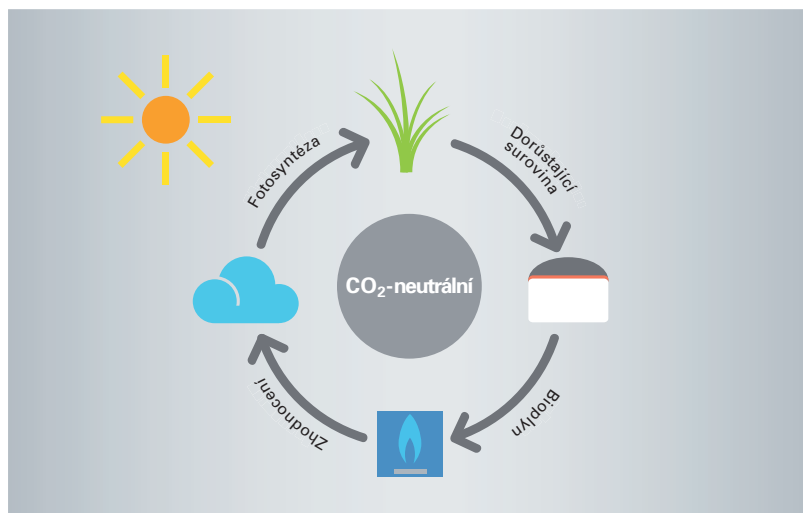 Fotosyntéza
Dorůstající
surovina
CO₂-neutrální
Zhodnocení
Bioplyn